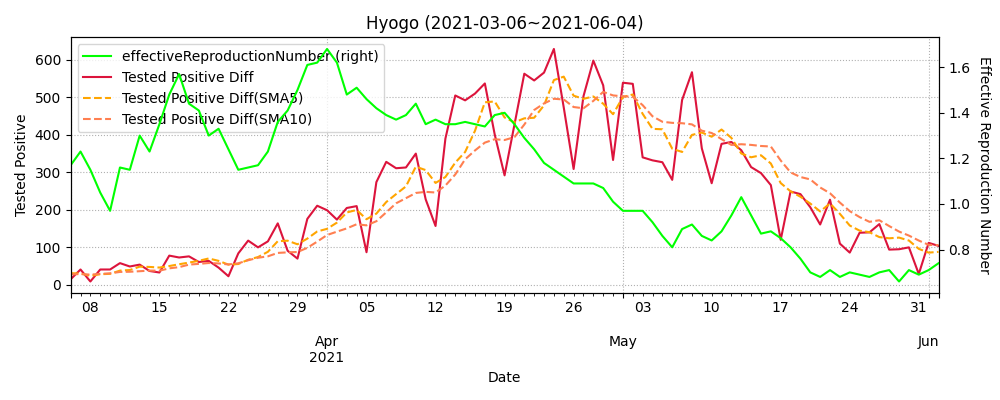 Hyogo (2021-03-06~2021-06-04)
effectiveReproductionNumber (right)
Tested Positive Diff
Tested Positive Diff(SMA5)
Tested Positive Diff(SMA10)
Tested Positive
600
500
400
300
200
100
0
1.6
1.4
1.2
1.0
0.8
Effective Reproduction Number
08 15 22 29 05 12 19 26 03 10 17 24 31
Apr May Jun
2021
Date